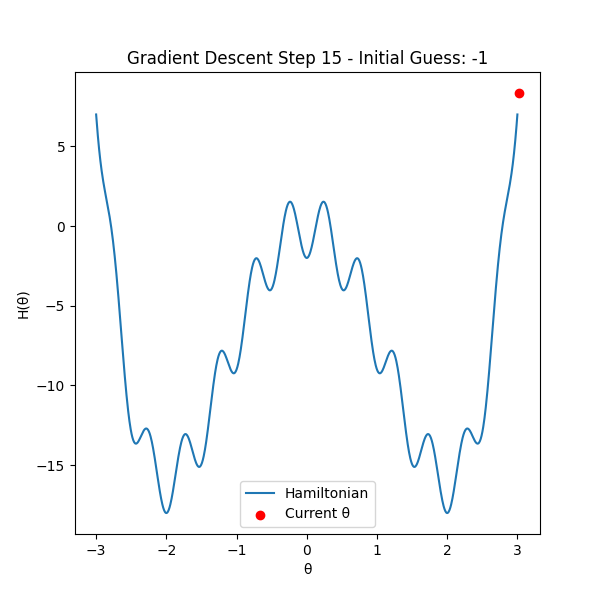 Gradient Descent Step 15 - Initial Guess: -1
H(θ)
5
0
−5
−10
−15
−3
−2
−1
0
1
2
3
θ
Hamiltonian
Current θ